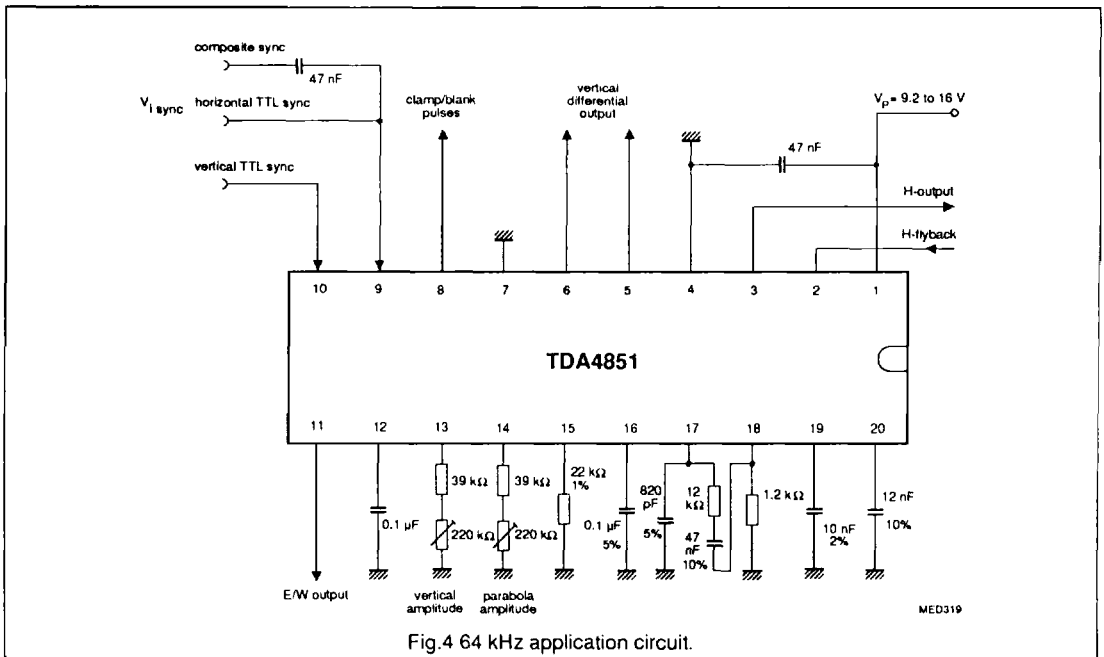 composite sync
47 nF
Vi sync
horizontal TTL sync
vertical TTL sync
clamp/blank
pulses
vertical
differential
output
VP = 9.2 to 16 V
47 nF
H-output
H-flyback
10 9 8 7 6 5 4 3 2 1
TDA4851
11 12 13 14 15 16 17 18 19 20
0.1 µF
39 kΩ
220 kΩ
39 kΩ
220 kΩ
22 kΩ
1%
0.1 µF
5%
820
pF
5%
12
kΩ
47
nF
10%
1.2 kΩ
10 nF
2%
12 nF
10%
E/W output
vertical
amplitude
parabola
amplitude
MED319
Fig.4 64 kHz application circuit.